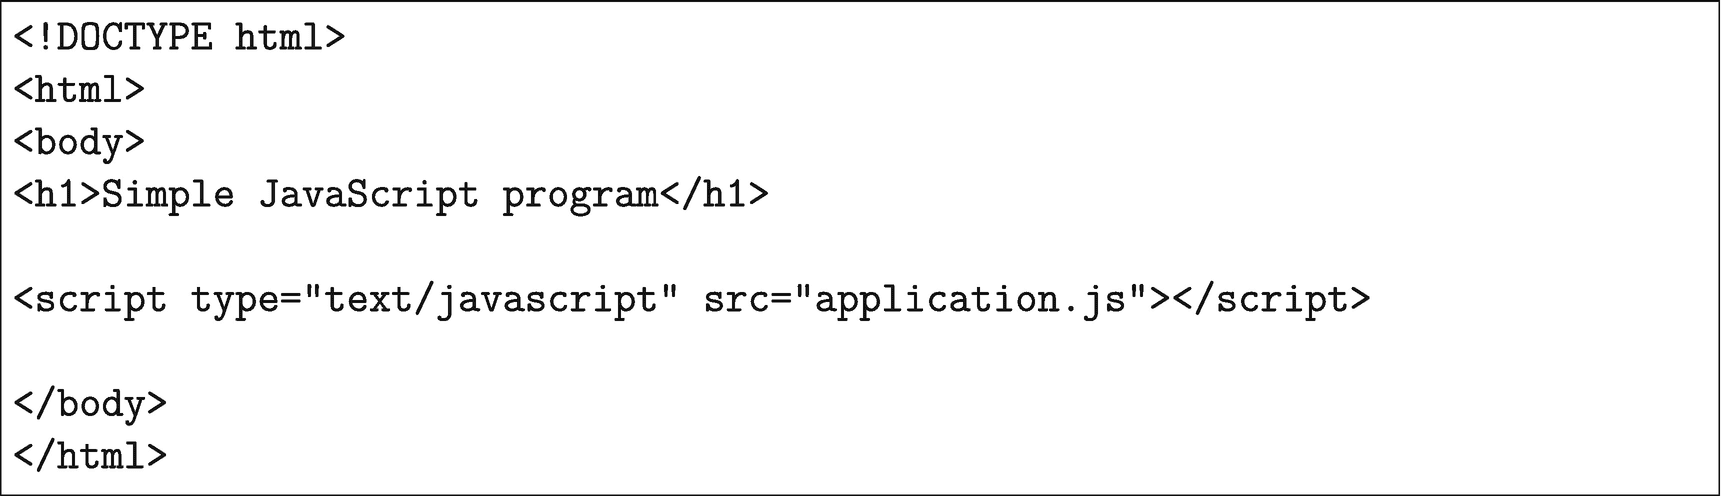 <!DOCTYPE html>
<html>
<body>
<h1>Simple JavaScript program</h1>
<script type="text/javascript" src="application.js"></script>
</body>
</html>